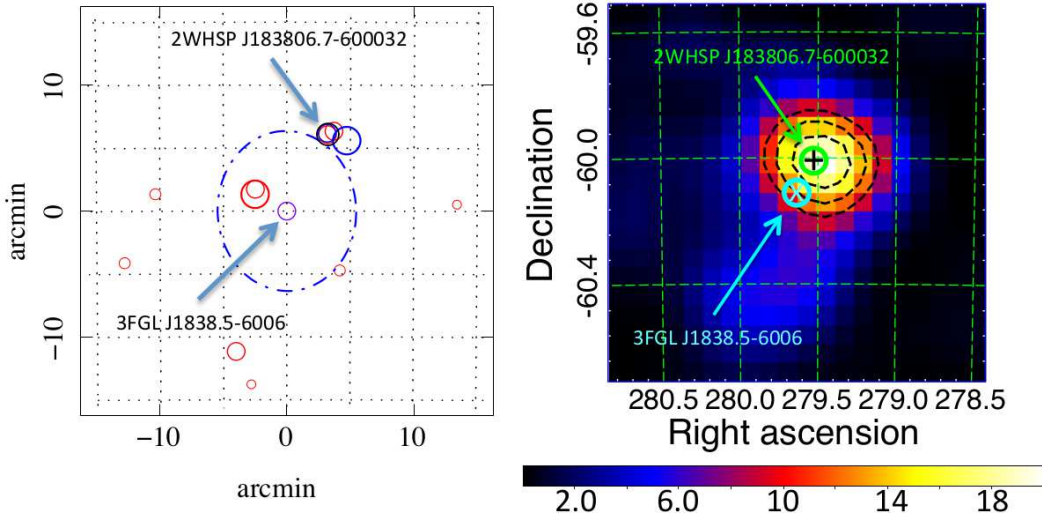 2WHSP J183806.7-600032
3FGL J1838.5-6006
arcmin
10
0
−10
−10
0
10
arcmin
2WHSP J183806.7-600032
3FGL J1838.5-6006
Declination
-59.6
-60.0
-60.4
280.5 280.0 279.5 279.0 278.5
Right ascension
2.0 6.0 10 14 18